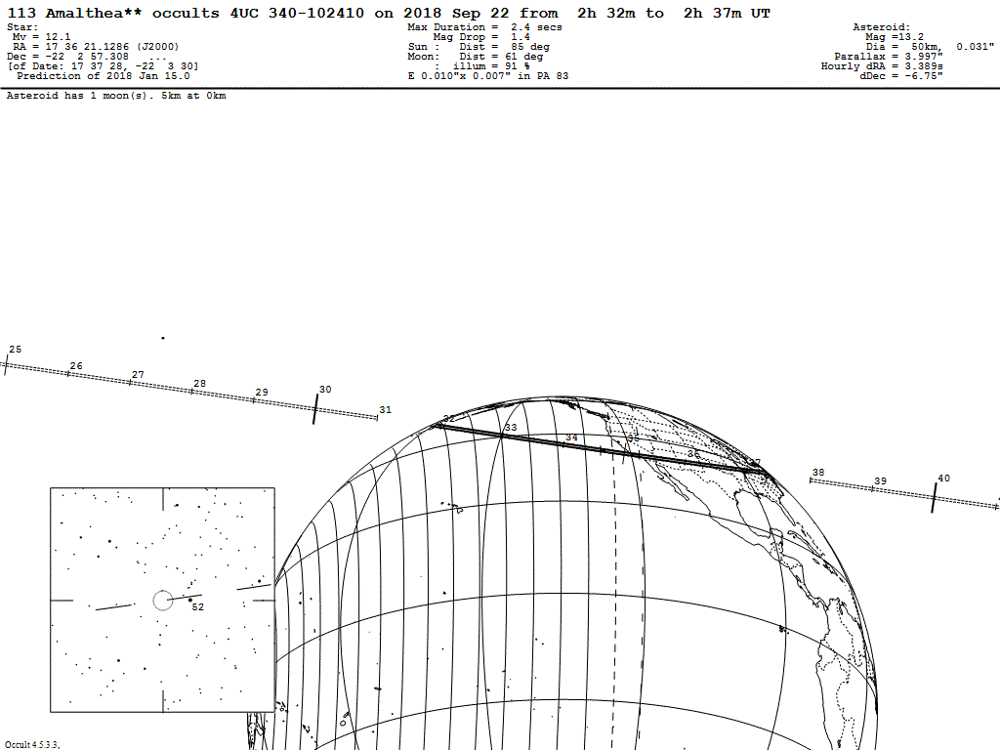 113 Amalthea** occults 4UC 340-102410 on 2018 Sep 22 from  2h 32m to  2h 37m UT
Star:
Mv = 12.1
RA = 17 36 21.1286 (J2000)
Dec = -22  2 57.308   ...
[of Date: 17 37 28, -22  3 30]
Prediction of 2018 Jan 15.0
Max Duration =  2.4 secs
Mag Drop =  1.4
Sun :   Dist =  85 deg
Moon:   Dist = 61 deg
:  illum = 91 %
E 0.010"x 0.007" in PA 83
Asteroid:
Mag =13.2
Dia =  50km,  0.031"
Parallax = 3.997"
Hourly dRA = 3.389s
dDec = -6.75"
Asteroid has 1 moon(s). 5km at 0km
25
26
27
28
29
30
31
32
33
34
35
36
37
38
39
40
52
Occult 4.5.3.3,